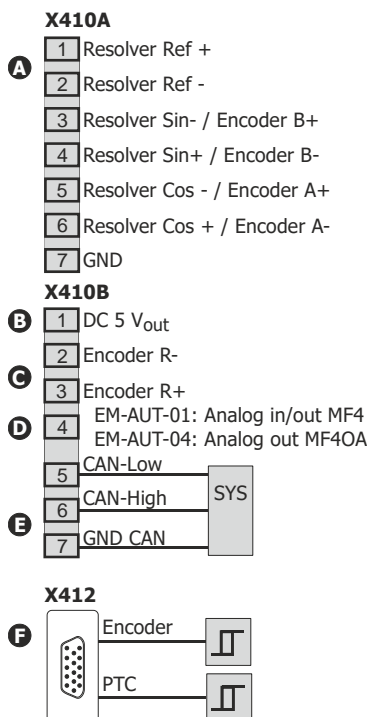 X410A
A
1 Resolver Ref +
2 Resolver Ref -
3 Resolver Sin- / Encoder B+
4 Resolver Sin+ / Encoder B-
5 Resolver Cos - / Encoder A+
6 Resolver Cos + / Encoder A-
7 GND
X410B
B 1 DC 5 Vout
2 Encoder R-
C
3 Encoder R+
D 4 EM-AUT-01: Analog in/out MF4
EM-AUT-04: Analog out MF4OA
5 CAN-Low
6 CAN-High SYS
E
7 GND CAN
X412
F Encoder
PTC